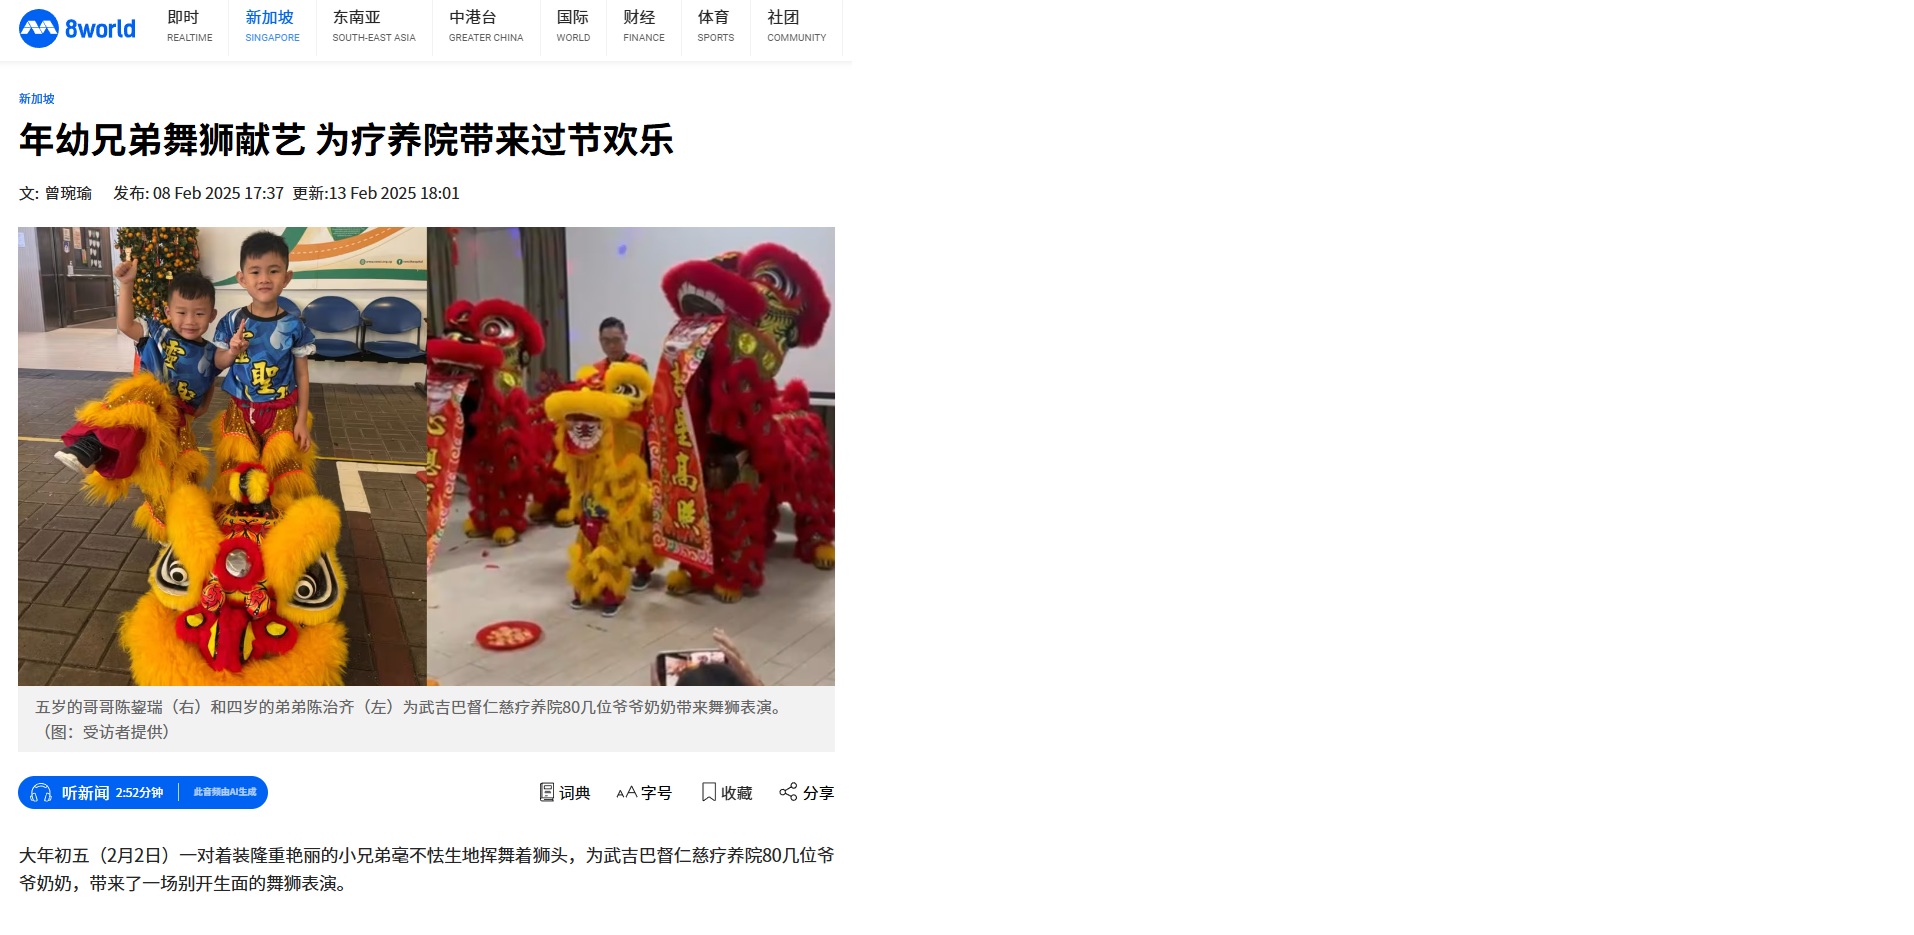 8world
即时
REALTIME
新加坡
SINGAPORE
东南亚
SOUTH-EAST ASIA
中港台
GREATER CHINA
国际
WORLD
财经
FINANCE
体育
SPORTS
社团
COMMUNITY
新加坡
年幼兄弟舞狮献艺 为疗养院带来过节欢乐
文: 曾琬瑜 发布: 08 Feb 2025 17:37 更新:13 Feb 2025 18:01
靈聖
星高照
五岁的哥哥陈鋆瑞（右）和四岁的弟弟陈治齐（左）为武吉巴督仁慈疗养院80几位爷爷奶奶带来舞狮表演。
（图：受访者提供）
听新闻 2:52分钟 此音频由AI生成
词典
字号
收藏
分享
大年初五（2月2日）一对着装隆重艳丽的小兄弟毫不怯生地挥舞着狮头，为武吉巴督仁慈疗养院80几位爷
爷奶奶，带来了一场别开生面的舞狮表演。